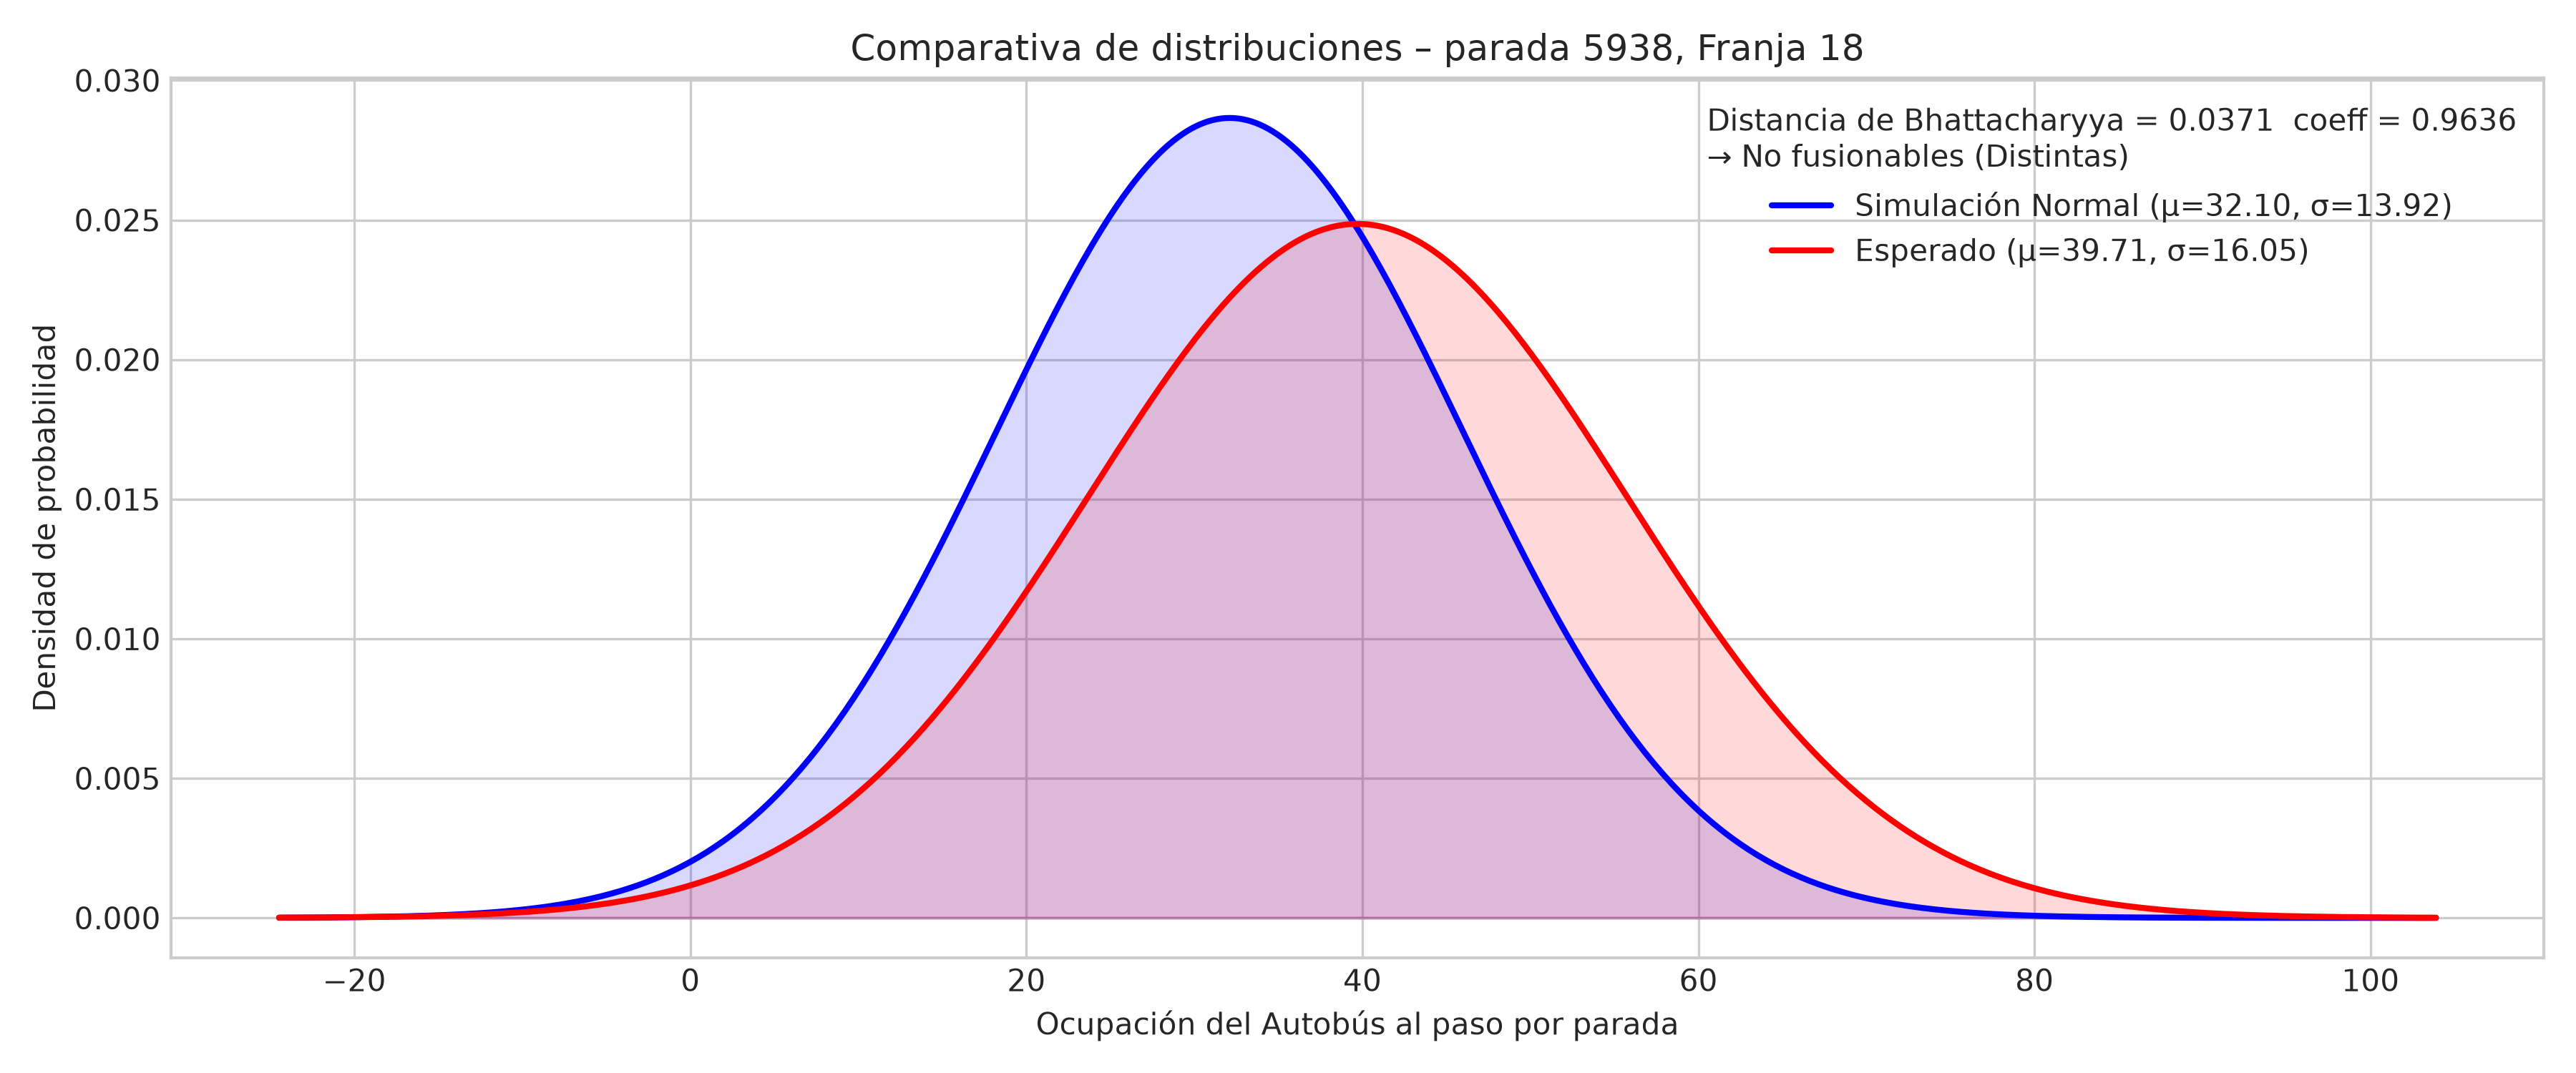 Comparativa de distribuciones – parada 5938, Franja 18
Distancia de Bhattacharyya = 0.0371  coeff = 0.9636
→ No fusionables (Distintas)
Simulación Normal (μ=32.10, σ=13.92)
Esperado (μ=39.71, σ=16.05)
Densidad de probabilidad
0.030
0.025
0.020
0.015
0.010
0.005
0.000
−20 0 20 40 60 80 100
Ocupación del Autobús al paso por parada